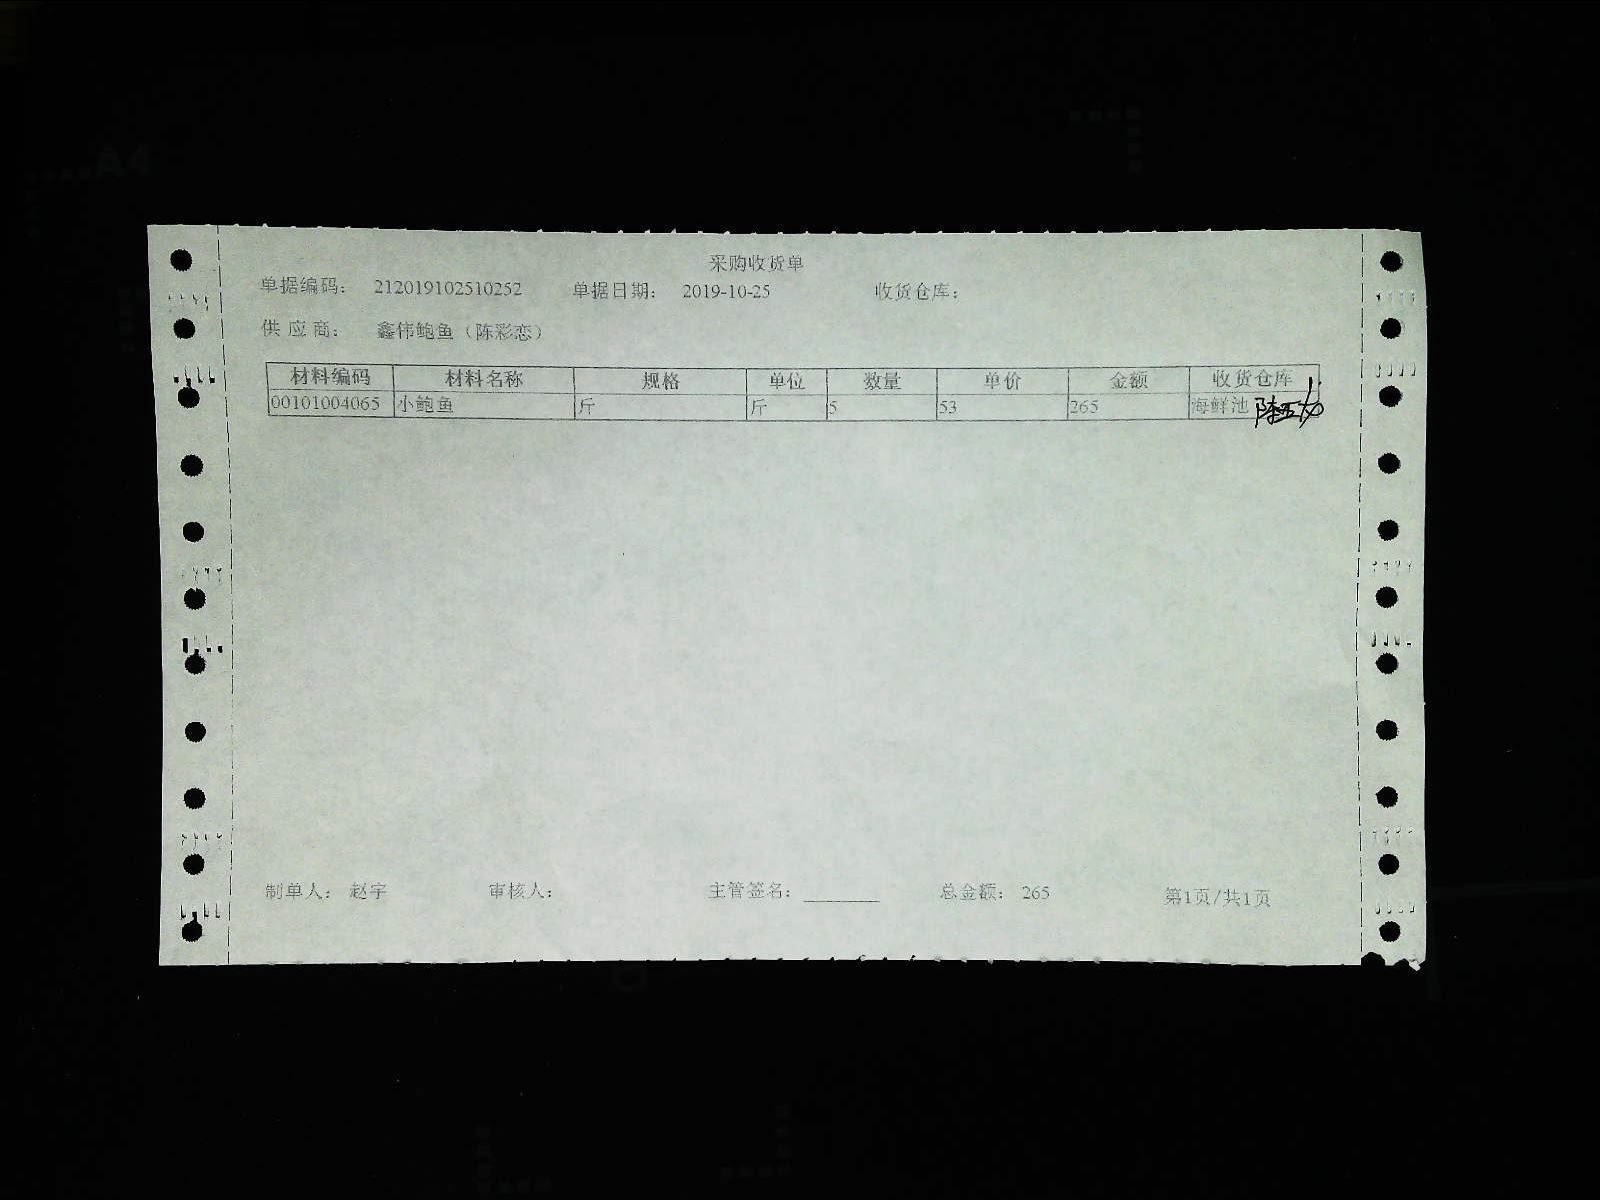 采购收货单
单据编码: 212019102510252 单据日期: 2019-10-25 收货仓库:
供应商: 鑫伟鲍鱼(陈彩恋)
材料编码 材料名称 规格 单位 数量 单价 金额 收货仓库
00101004065 小鲍鱼 斤 斤 5 53 265 海鲜池
制单人: 赵宇 审核人: 主管签名: 总金额: 265 第1页/共1页